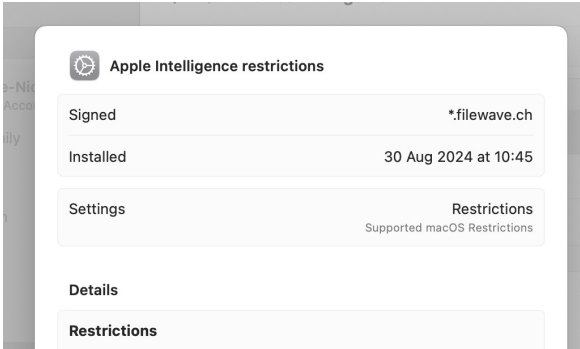 Apple Intelligence restrictions
Signed *.filewave.ch
Installed 30 Aug 2024 at 10:45
Settings Restrictions
Supported macOS Restrictions
Details
Restrictions